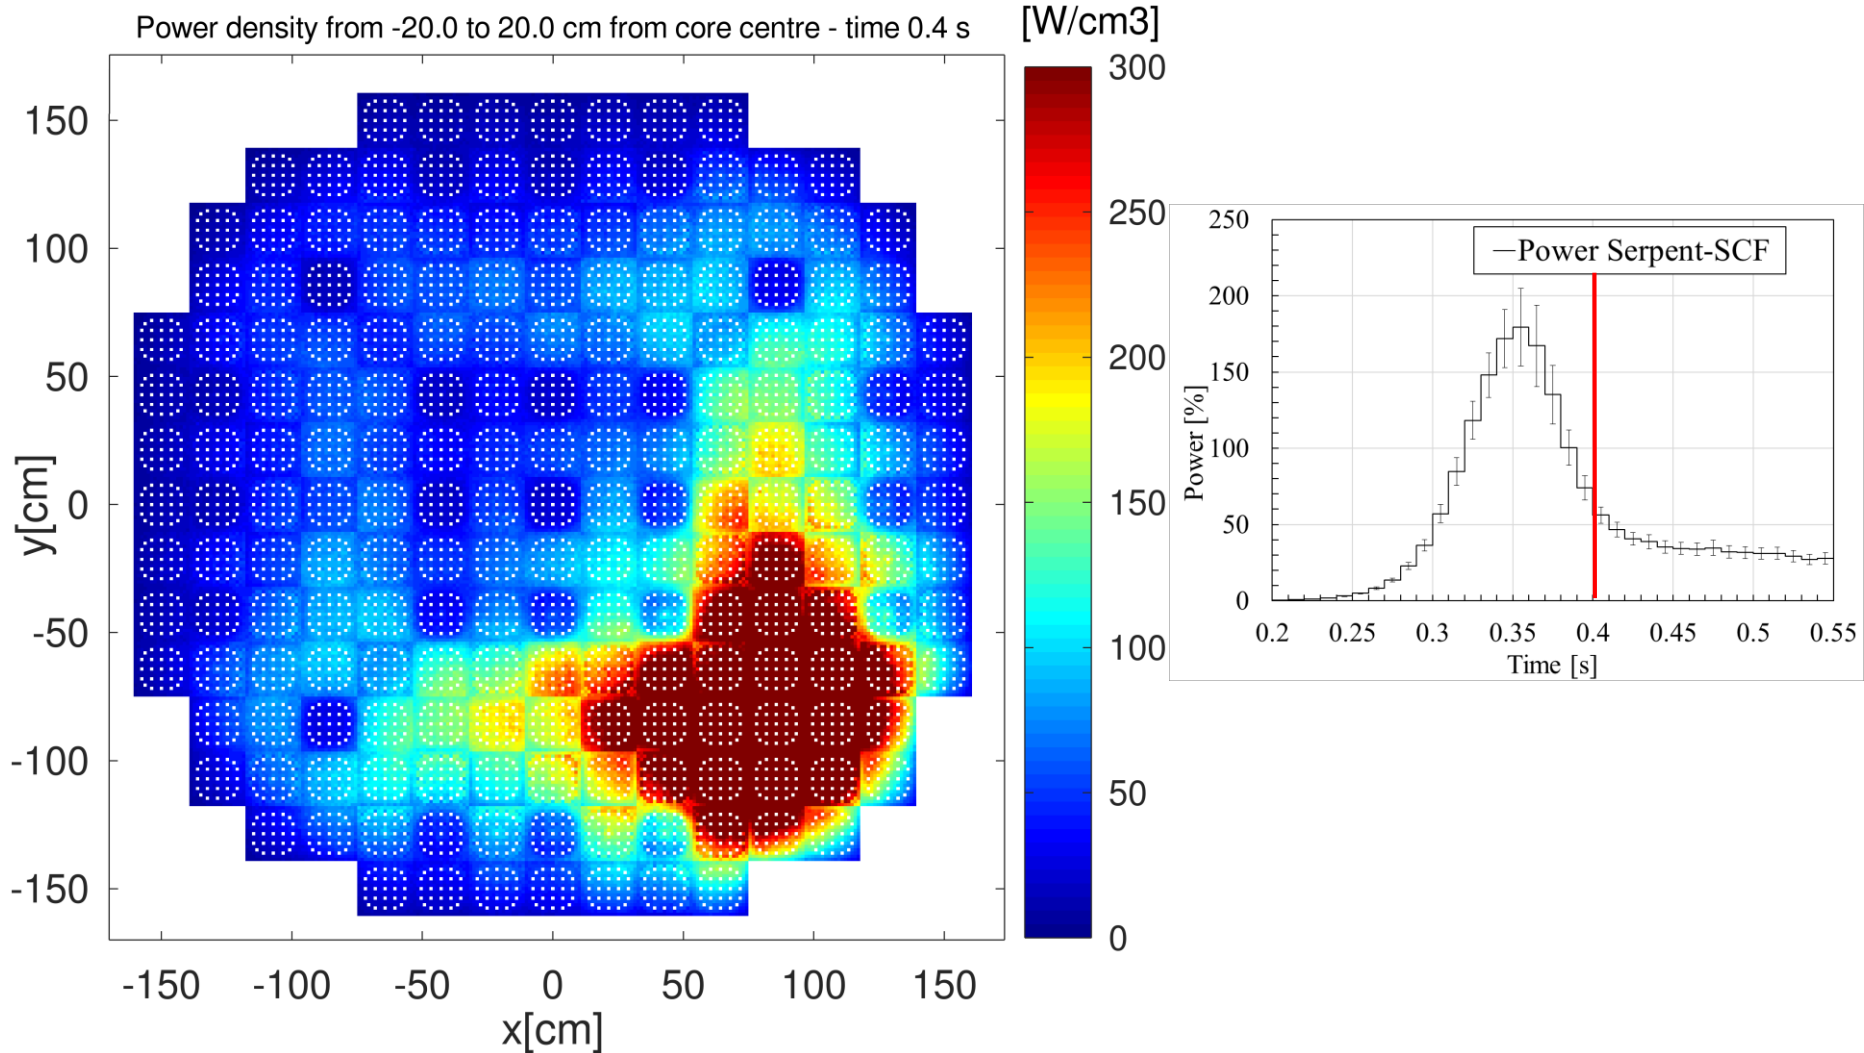 Power density from -20.0 to 20.0 cm from core centre - time 0.4 s
[W/cm3]
150
100
50
0
-50
-100
-150
y[cm]
-150 -100 -50 0 50 100 150
x[cm]
300
250
200
150
100
50
0
Power Serpent-SCF
250
200
150
100
50
0
Power [%]
0.2 0.25 0.3 0.35 0.4 0.45 0.5 0.55
Time [s]